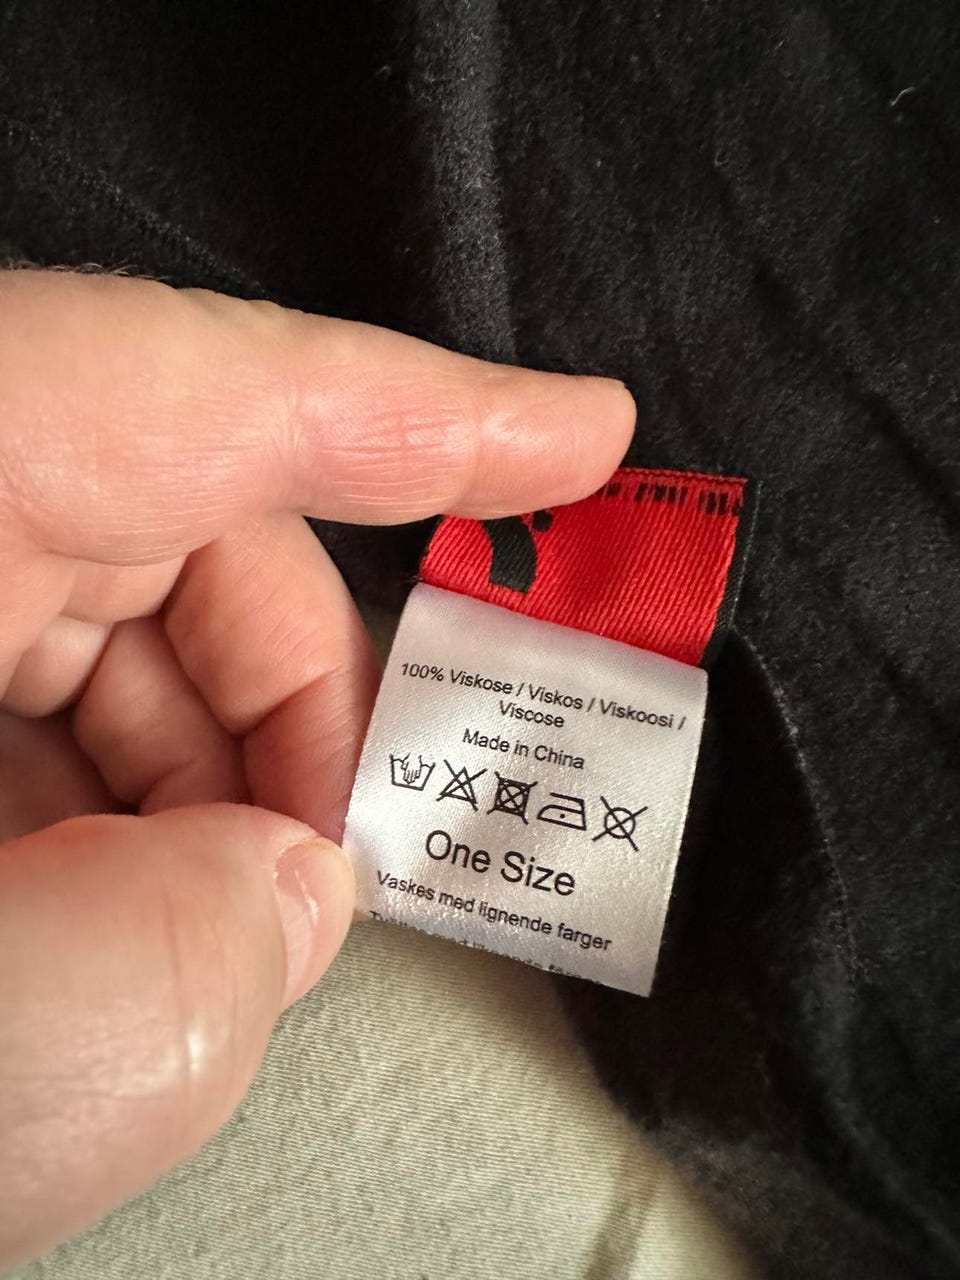 100% Viskose / Viskos / Viskoosi /
Viscose
Made in China
One Size
Vaskes med lignende farger